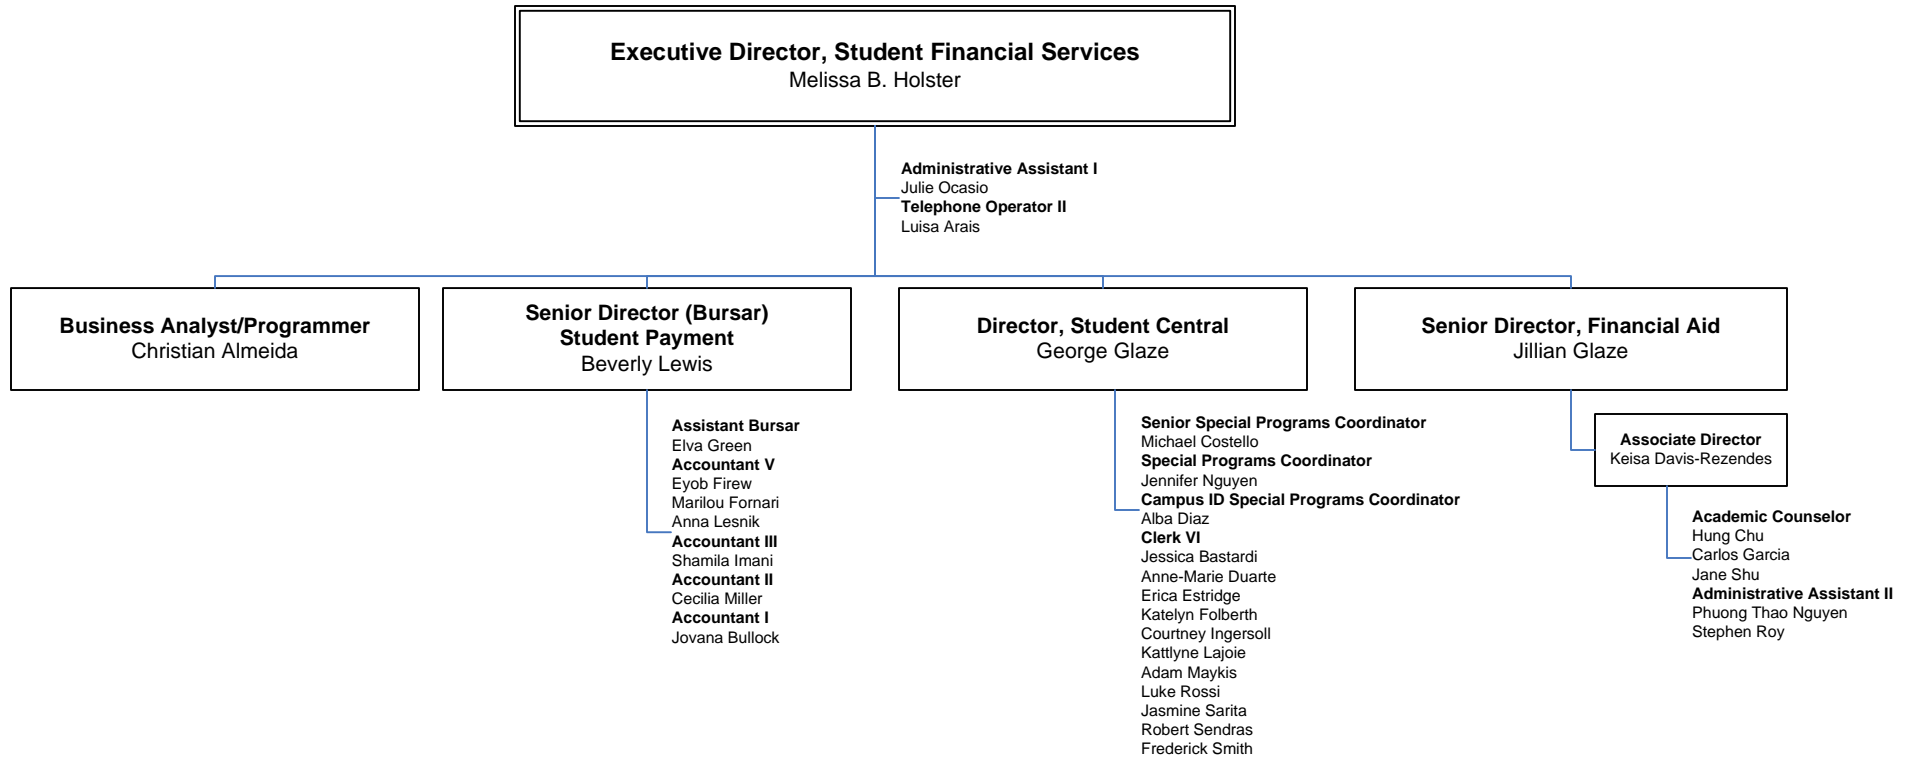 Executive Director, Student Financial Services
Melissa B. Holster
Administrative Assistant I
Julie Ocasio
Telephone Operator II
Luisa Arais
Business Analyst/Programmer
Christian Almeida
Senior Director (Bursar)
Student Payment
Beverly Lewis
Assistant Bursar
Elva Green
Accountant V
Eyob Firew
Marilou Fornari
Anna Lesnik
Accountant III
Shamila Imani
Accountant II
Cecilia Miller
Accountant I
Jovana Bullock
Director, Student Central
George Glaze
Senior Special Programs Coordinator
Michael Costello
Special Programs Coordinator
Jennifer Nguyen
Campus ID Special Programs Coordinator
Alba Diaz
Clerk VI
Jessica Bastardi
Anne-Marie Duarte
Erica Estridge
Katelyn Folberth
Courtney Ingersoll
Kattlyne Lajoie
Adam Maykis
Luke Rossi
Jasmine Sarita
Robert Sendras
Frederick Smith
Senior Director, Financial Aid
Jillian Glaze
Associate Director
Keisa Davis-Rezendes
Academic Counselor
Hung Chu
Carlos Garcia
Jane Shu
Administrative Assistant II
Phuong Thao Nguyen
Stephen Roy